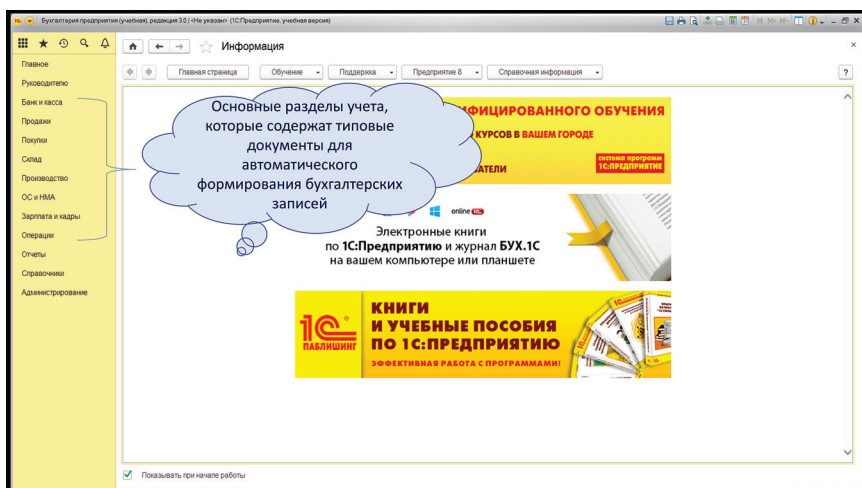 Бухгалтерия предприятия (учебная), редакция 3.0 / <Не указан> (1С:Предприятие, учебная версия)
M M+ M-
Информация
Главная страница Обучение Поддержка Предприятие 8 Справочная информация ?
Главное
Руководителю
Банк и касса
Продажи
Покупки
Склад
Производство
ОС и НМА
Зарплата и кадры
Операции
Отчеты
Справочники
Администрирование
Основные разделы учета,
которые содержат типовые
документы для
автоматического
формирования бухгалтерских
записей
ИФИЦИРОВАННОГО ОБУЧЕНИЯ
КУРСОВ В ВАШЕМ ГОРОДЕ
АТЕЛИ
система программ
1С:ПРЕДПРИЯТИЕ
online
Электронные книги
по 1С:Предприятию и журнал БУХ.1С
на вашем компьютере или планшете
1С
ПАБЛИШИНГ
КНИГИ
И УЧЕБНЫЕ ПОСОБИЯ
ПО 1С:ПРЕДПРИЯТИЮ
ЭФФЕКТИВНАЯ РАБОТА С ПРОГРАММАМИ!
Показывать при начале работы